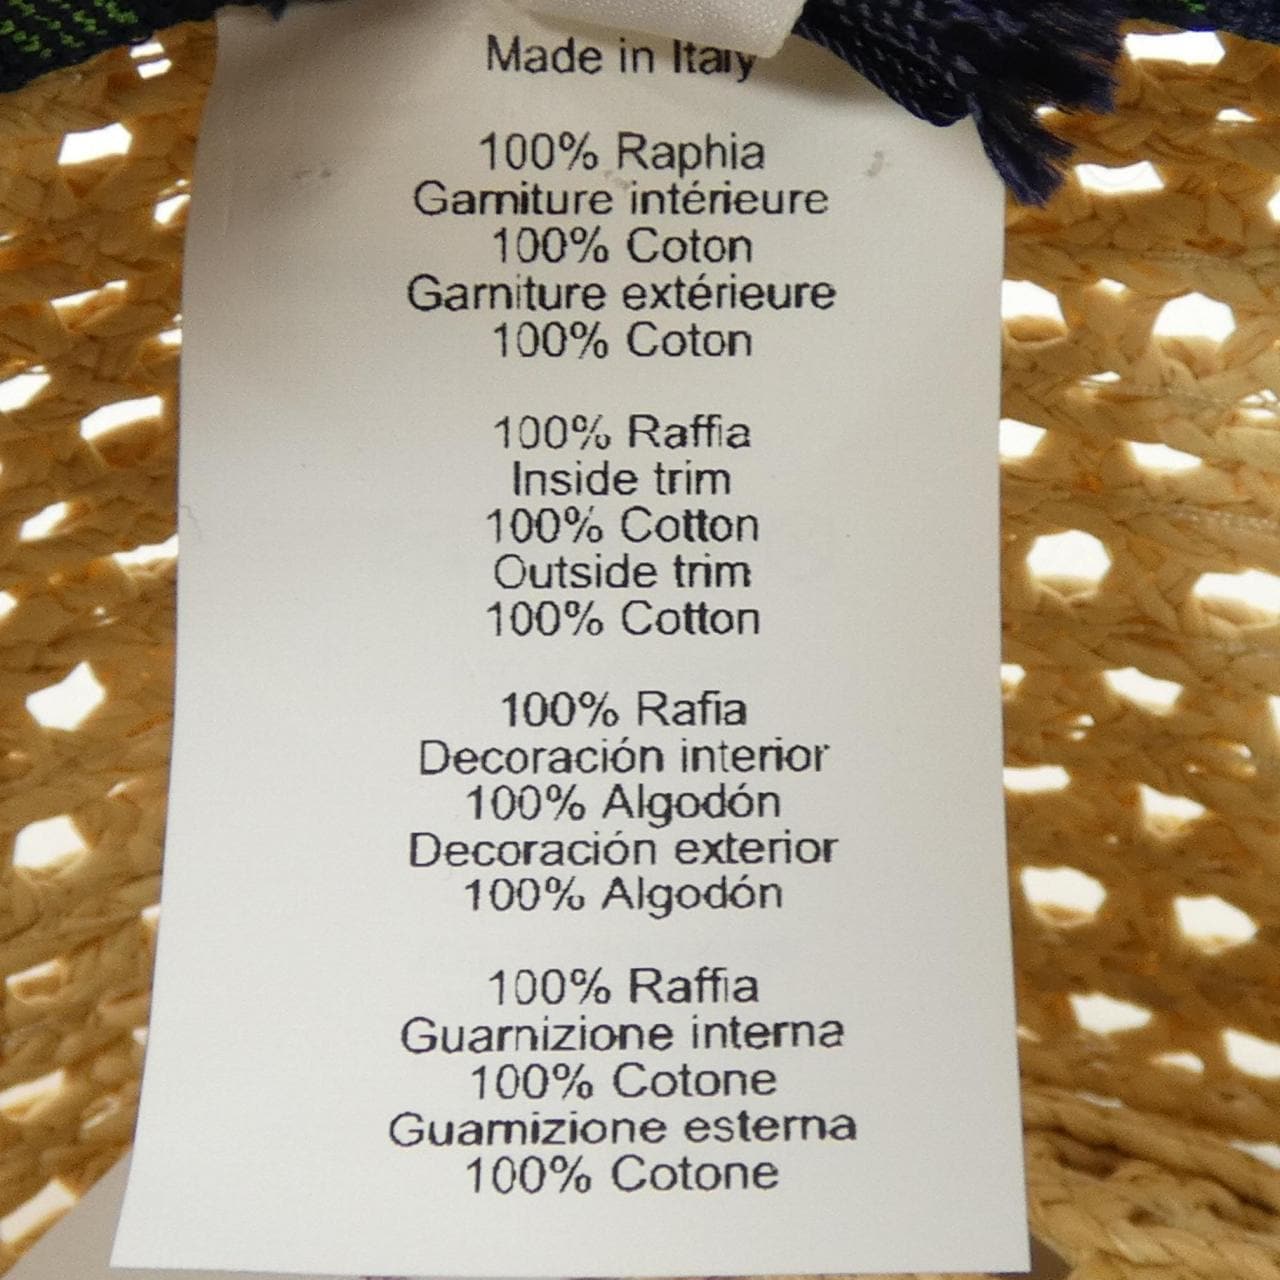 Made in Italy
100% Raphia
Garniture intérieure
100% Coton
Garniture extérieure
100% Coton
100% Raffia
Inside trim
100% Cotton
Outside trim
100% Cotton
100% Rafia
Decoración interior
100% Algodón
Decoración exterior
100% Algodón
100% Raffia
Guarnizione interna
100% Cotone
Guarnizione esterna
100% Cotone